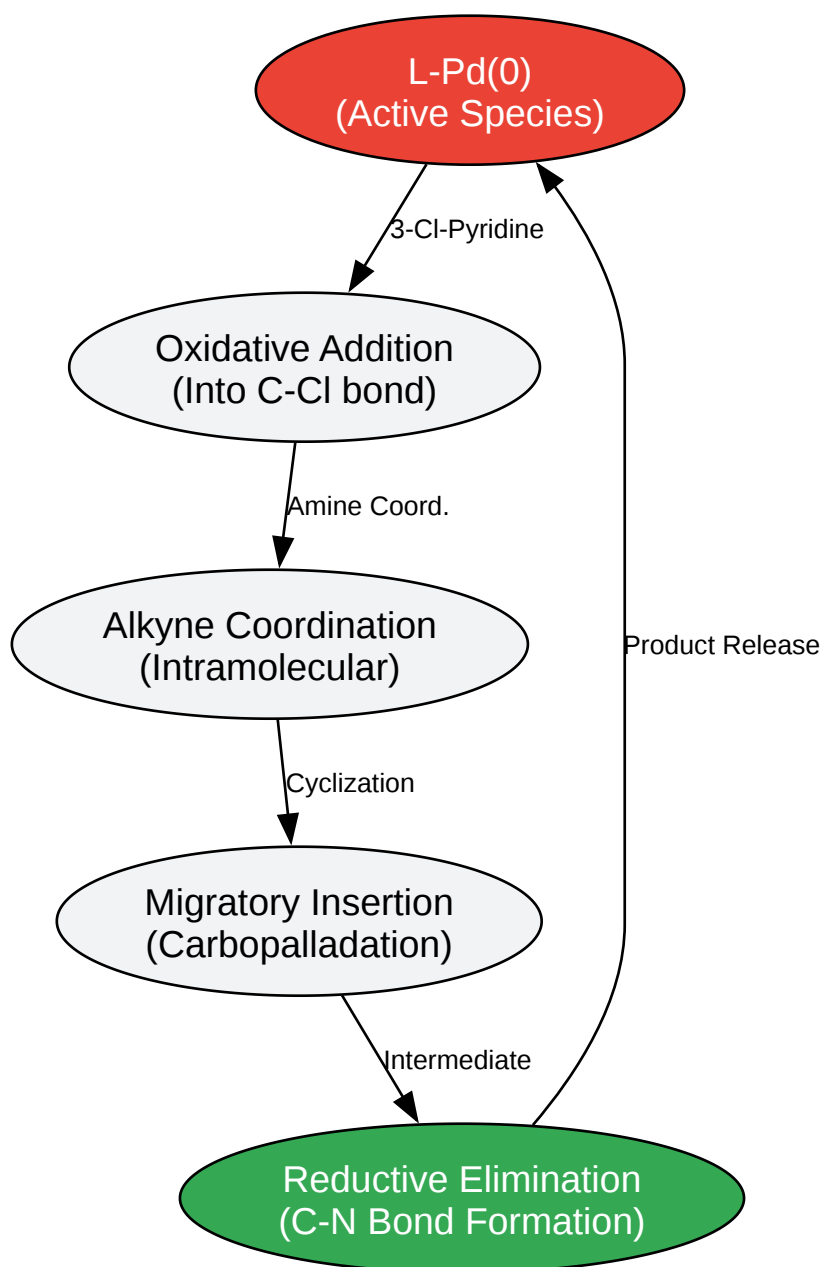 L-Pd(0)
(Active Species)
3-Cl-Pyridine
Oxidative Addition
(Into C-Cl bond)
Amine Coord.
Alkyne Coordination
(Intramolecular)
Product Release
Cyclization
Migratory Insertion
(Carbopalladation)
Intermediate
Reductive Elimination
(C-N Bond Formation)